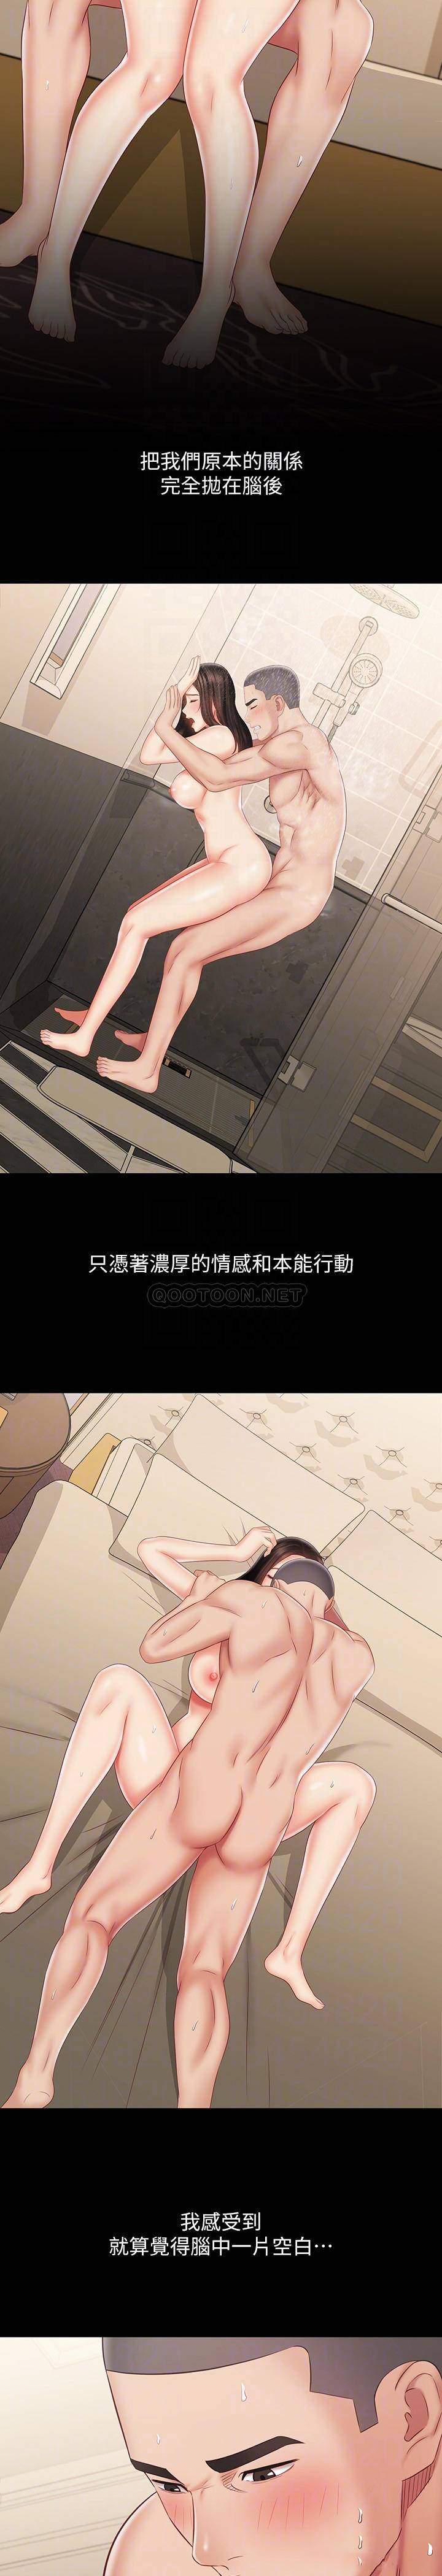 把我們原本的關係
完全拋在腦後
只憑著濃厚的情感和本能行動
QOOTOON.NET
我感受到
就算覺得腦中一片空白⋯